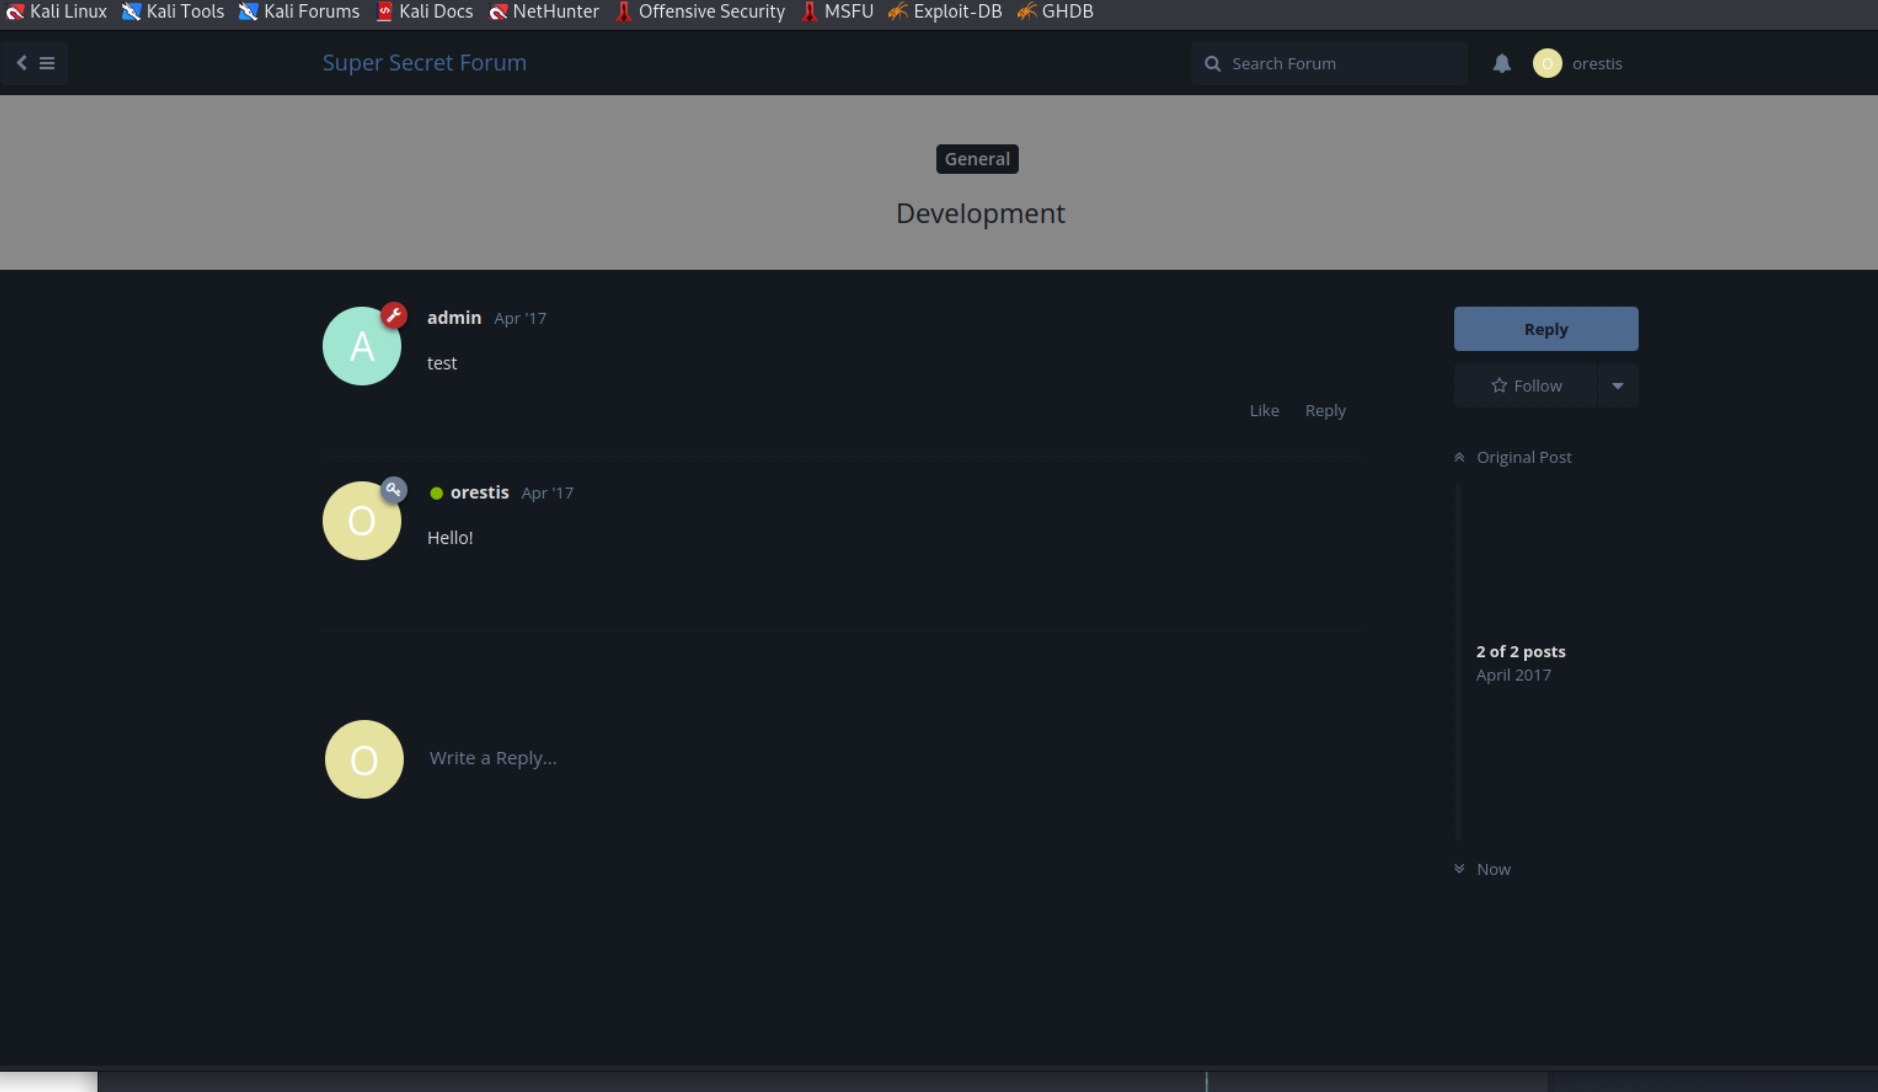 Kali Linux Kali Tools Kali Forums Kali Docs NetHunter Offensive Security MSFU Exploit-DB GHDB
Super Secret Forum Search Forum O orestis
General
Development
A admin Apr '17
test
Like Reply
O orestis Apr '17
Hello!
O Write a Reply...
Reply
Follow
Original Post
2 of 2 posts
April 2017
Now